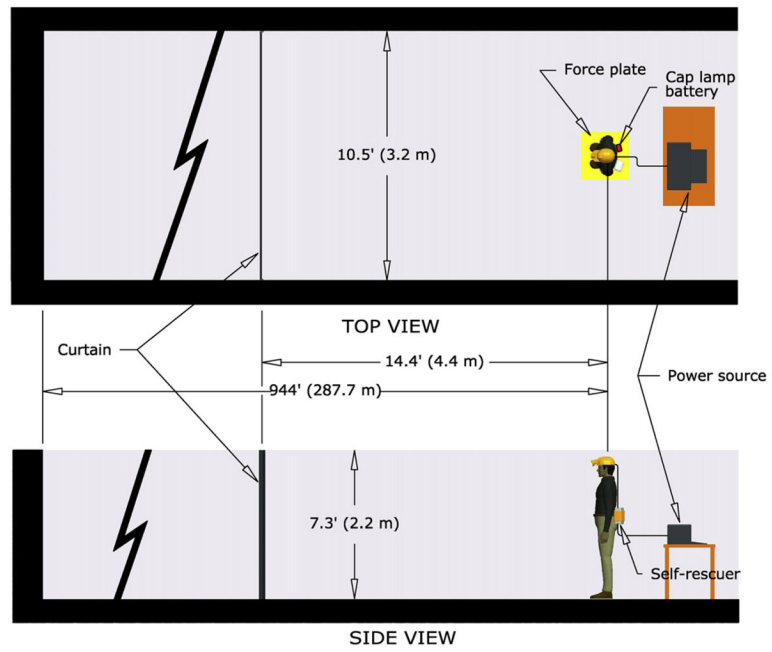 Force plate
Cap lamp
battery
10.5' (3.2 m)
TOP VIEW
Curtain
14.4' (4.4 m)
944' (287.7 m)
Power source
7.3' (2.2 m)
Self-rescuer
SIDE VIEW